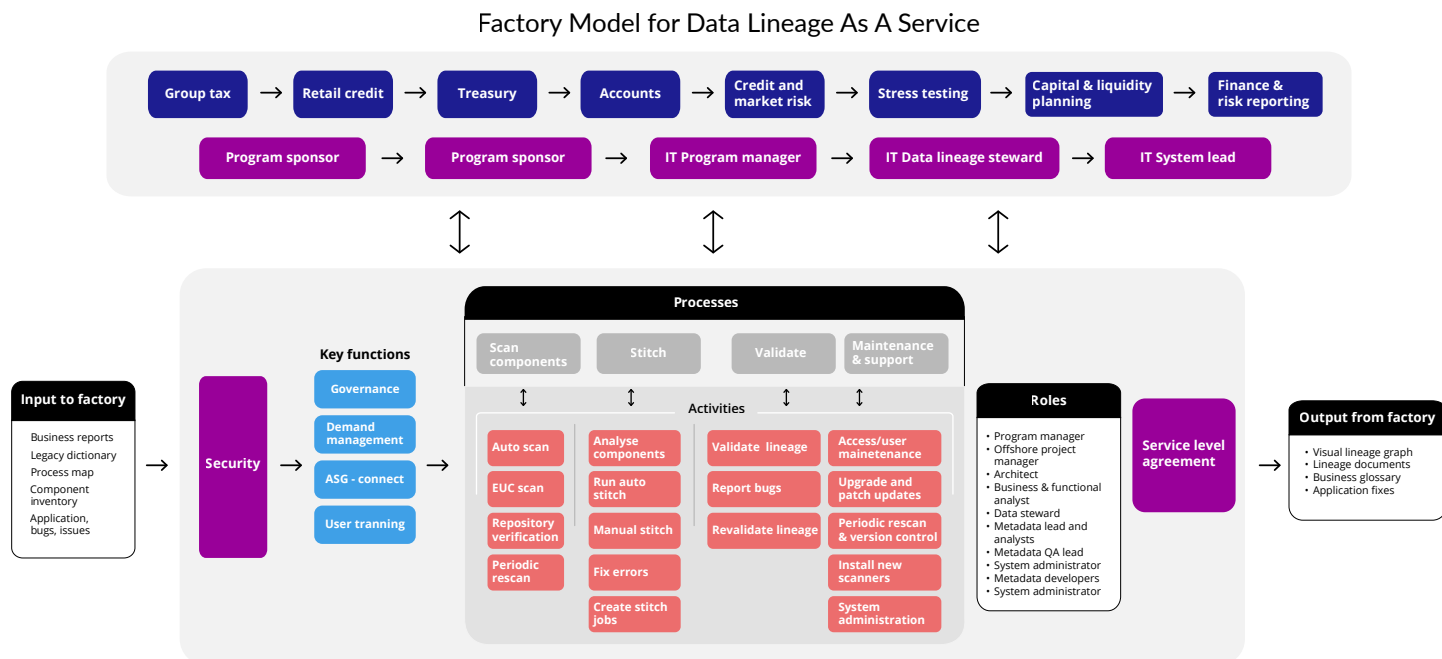 Factory Model for Data Lineage As A Service
Group tax
Retail credit
Treasury
Accounts
Credit and
market risk
Stress testing
Capital & liquidity
planning
Finance &
risk reporting
Program sponsor
Program sponsor
IT Program manager
IT Data lineage steward
IT System lead
Input to factory
Business reports
Legacy dictionary
Process map
Component
inventory
Application,
bugs, issues
Security
Key functions
Governance
Demand
management
ASG - connect
User tranning
Processes
Scan
components
Stitch
Validate
Maintenance
& support
Activities
Auto scan
EUC scan
Repository
verification
Periodic
rescan
Analyse
components
Run auto
stitch
Manual stitch
Fix errors
Create stitch
jobs
Validate lineage
Report bugs
Revalidate lineage
Access/user
mainetenance
Upgrade and
patch updates
Periodic rescan
& version control
Install new
scanners
System
administration
Roles
• Program manager
• Offshore project
manager
• Architect
• Business & functional
analyst
• Data steward
• Metadata lead and
analysts
• Metadata QA lead
• System administrator
• Metadata developers
• System administrator
Service level
agreement
Output from factory
• Visual lineage graph
• Lineage documents
• Business glossary
• Application fixes